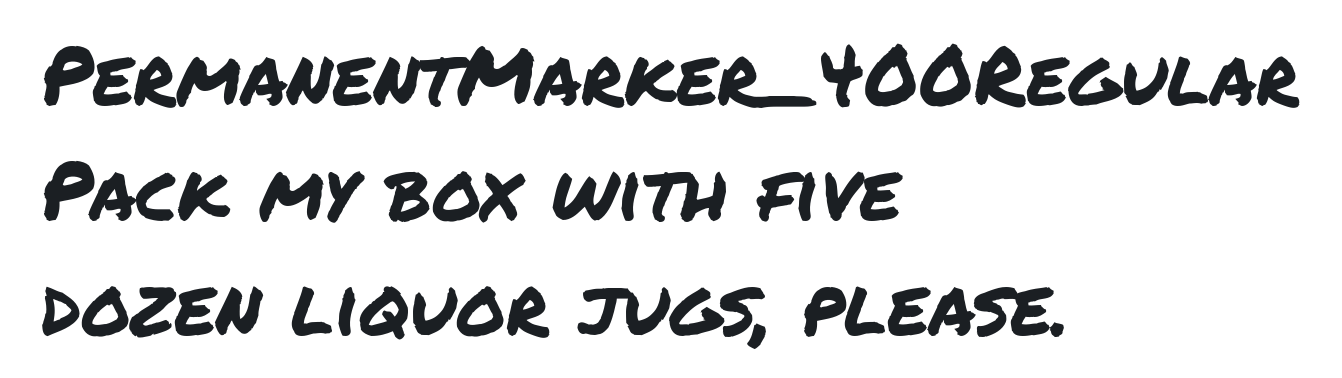 PermanentMarker_400Regular
Pack my box with five
dozen liquor jugs, please.